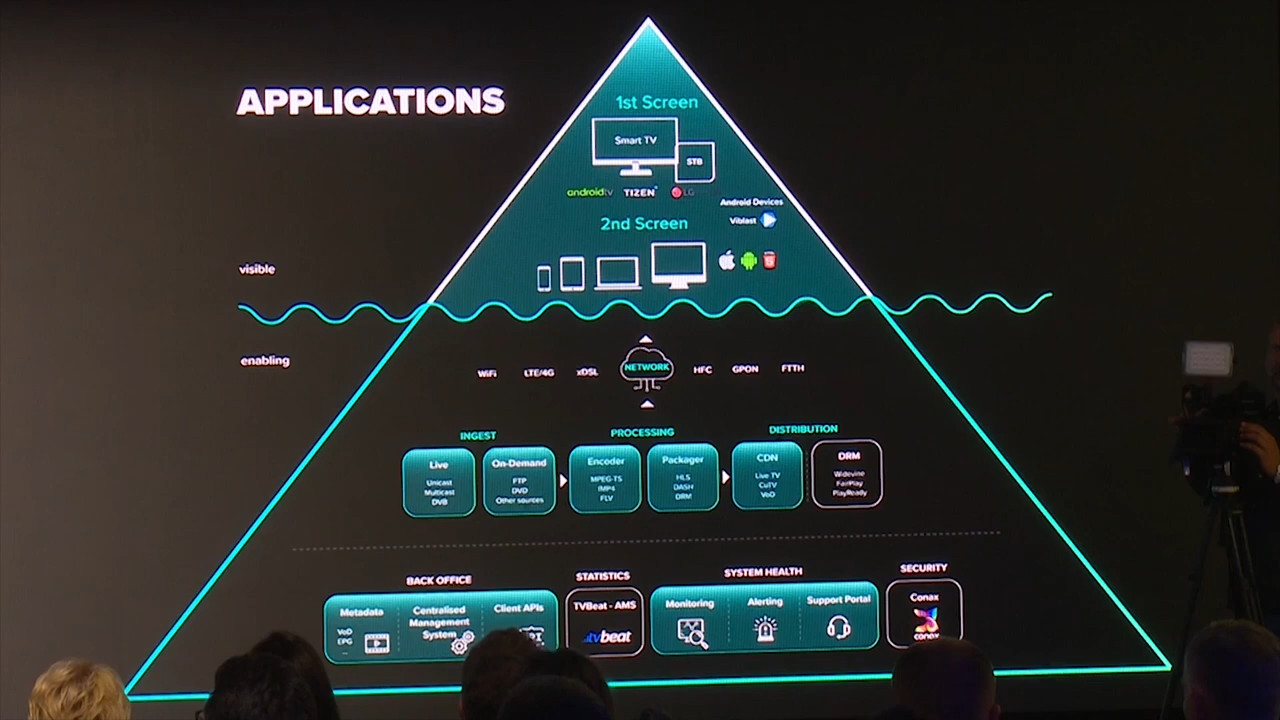 APPLICATIONS
1st Screen
Smart TV
STB
androidtv
TIZEN
LG
Android Devices
Viblast
2nd Screen
visible
enabling
WiFi
LTE/4G
xDSL
NETWORK
HFC
GPON
FTTH
INGEST
PROCESSING
DISTRIBUTION
Live
Unicast
Multicast
DVB
On-Demand
FTP
DVD
Other sources
Encoder
MPEG-TS
MP4
FLV
Packager
HLS
DASH
DRM
CDN
Live TV
CuTV
VoD
DRM
Widevine
FairPlay
PlayReady
BACK OFFICE
STATISTICS
SYSTEM HEALTH
SECURITY
Metadata
VoD
EPG
...
Centralised
Management
System
Client APIs
TVBeat - AMS
tvbeat
Monitoring
Alerting
Support Portal
Conax
conax